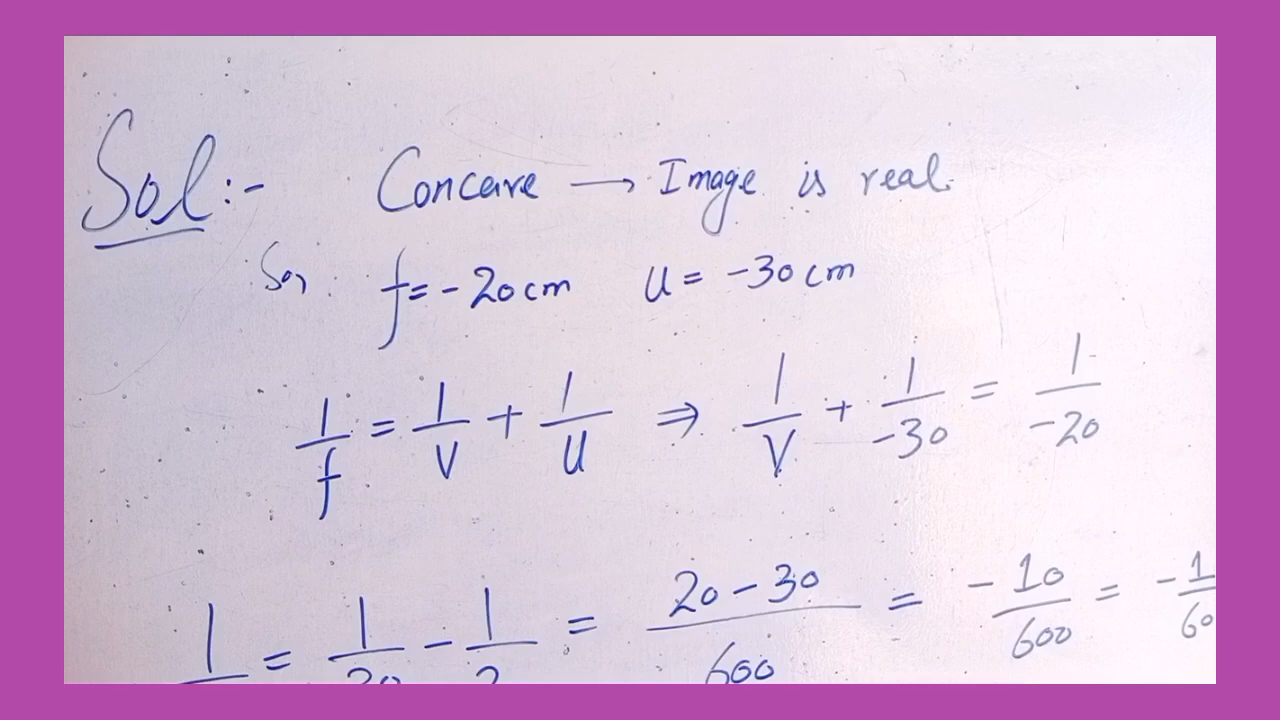 Sol:- Concave → Image is real.
So, f = -20 cm u = -30 cm
1/f = 1/v + 1/u ⇒ 1/v + 1/-30 = 1/-20
= - = 20 - 30/600 = -10/600 =